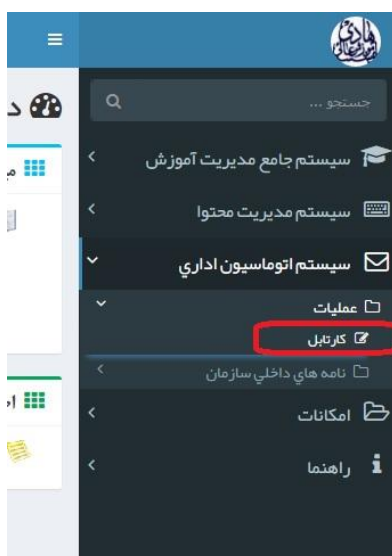 جستجو ...
سیستم جامع مدیریت آموزش
سیستم مدیریت محتوا
سیستم اتوماسیون اداري
عملیات
کارتابل
نامه هاي داخلي سازمان
امکانات
راهنما